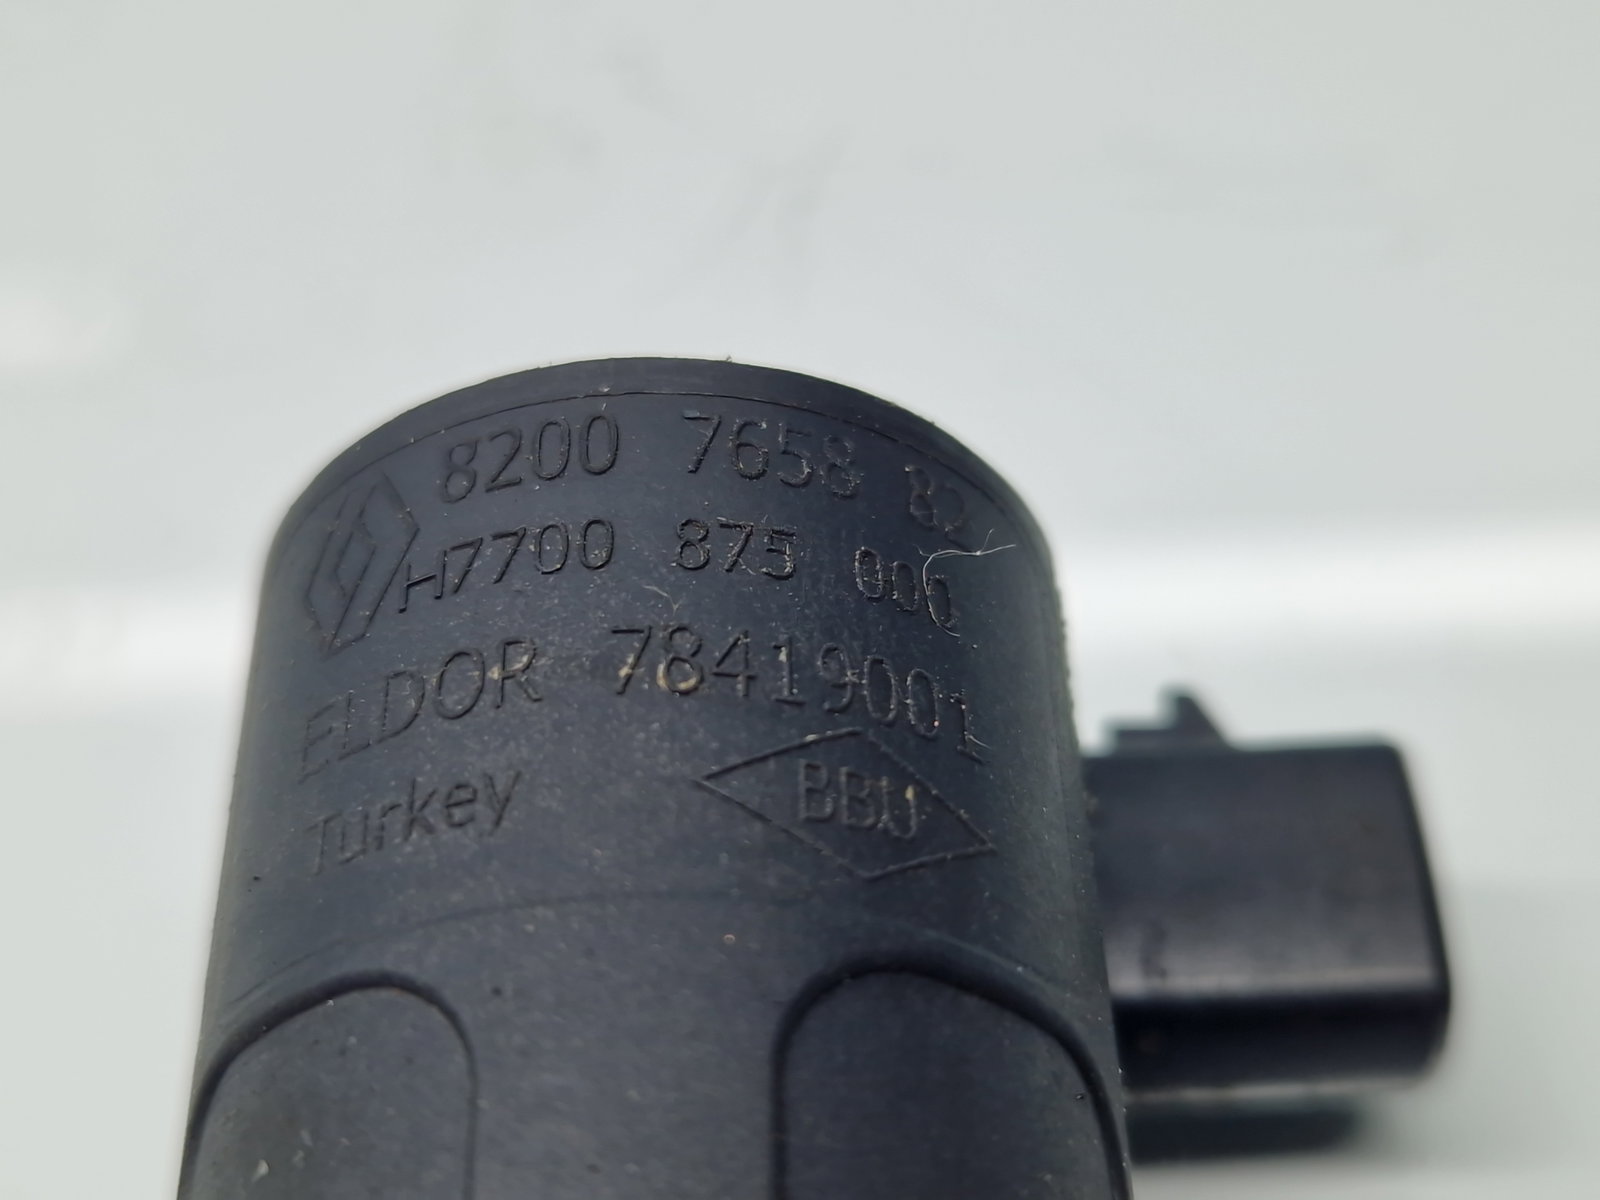 8200 7658 82
H7700 875 000
ELDOR 78419001
Turkey
BBU